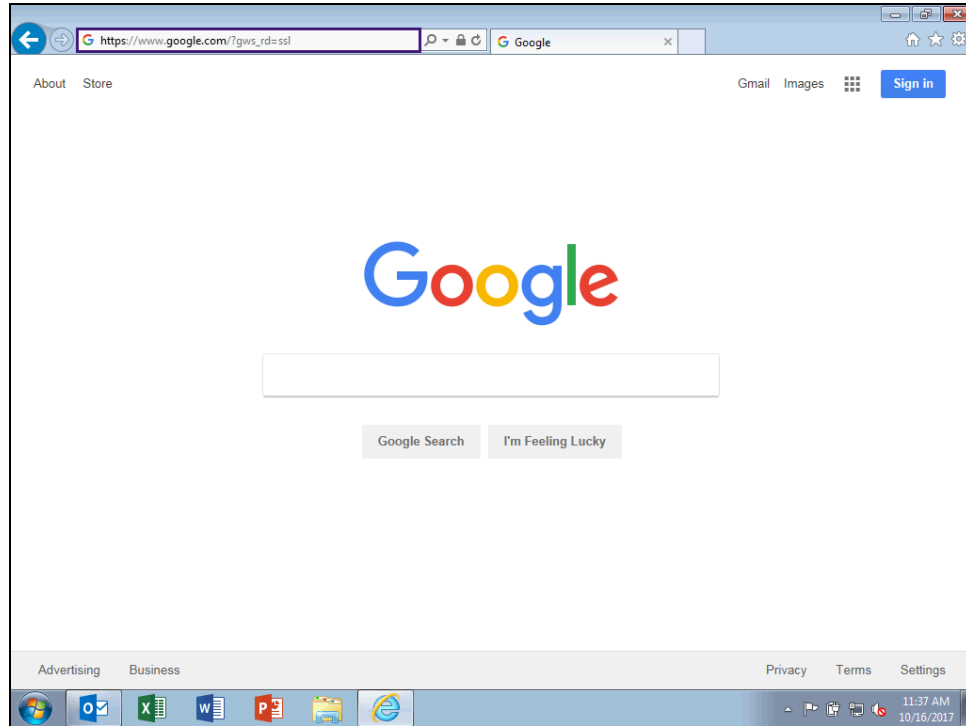 https://www.google.com/?gws_rd=ssl
Google
About Store
Gmail Images Sign in
Google
Google Search I'm Feeling Lucky
Advertising Business
Privacy Terms Settings
11:37 AM
10/16/2017